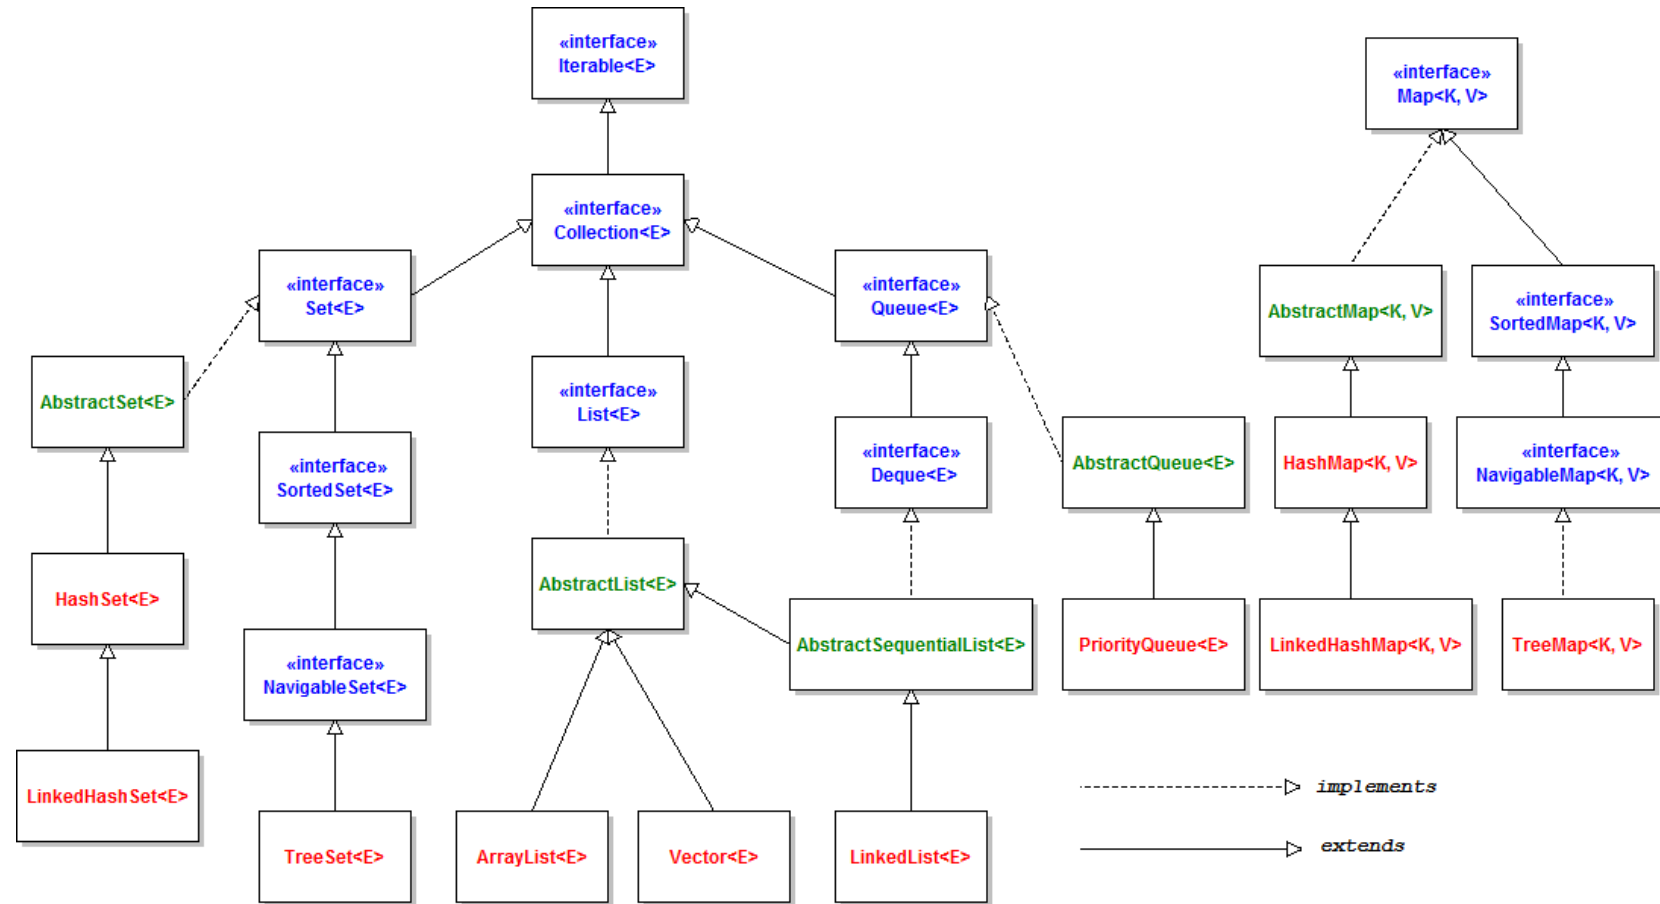 «interface»
Iterable<E>
«interface»
Map<K, V>
«interface»
Collection<E>
«interface»
Set<E>
«interface»
Queue<E>
AbstractMap<K, V>
«interface»
SortedMap<K, V>
AbstractSet<E>
«interface»
List<E>
«interface»
SortedSet<E>
«interface»
Deque<E>
AbstractQueue<E>
HashMap<K, V>
«interface»
NavigableMap<K, V>
HashSet<E>
AbstractList<E>
«interface»
NavigableSet<E>
AbstractSequentialList<E>
PriorityQueue<E>
LinkedHashMap<K, V>
TreeMap<K, V>
LinkedHashSet<E>
TreeSet<E>
ArrayList<E>
Vector<E>
LinkedList<E>
implements
extends